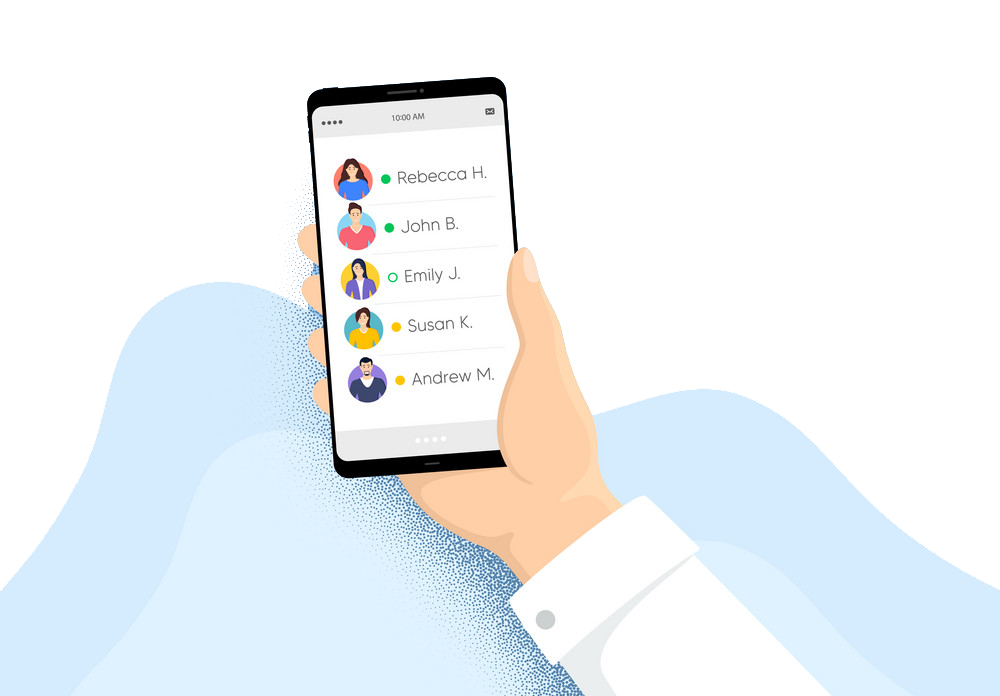 10:00 AM
Rebecca H.
John B.
Emily J.
Susan K.
Andrew M.